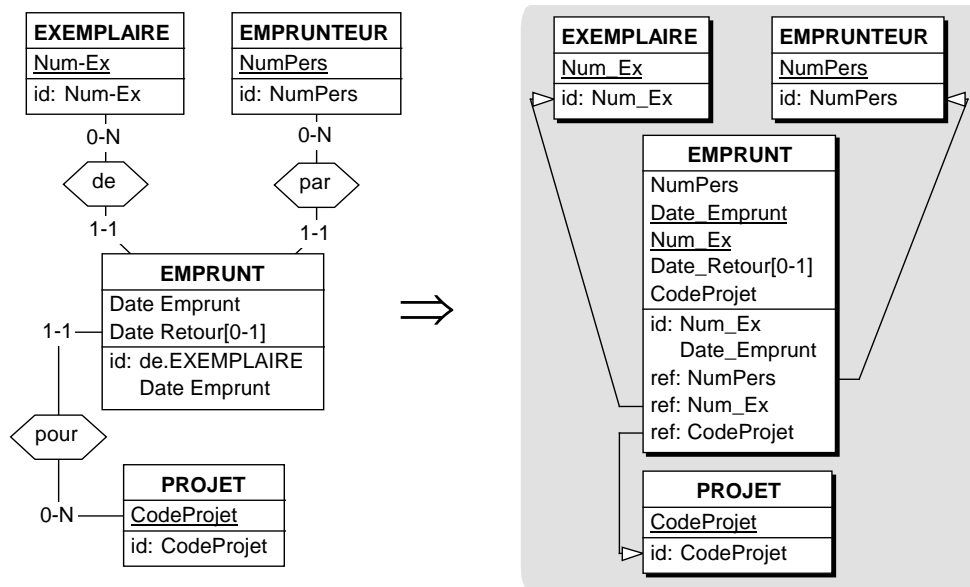 EXEMPLAIRE
Num-Ex
id: Num-Ex
EMPRUNTEUR
NumPers
id: NumPers
0-N
0-N
de
par
1-1
1-1
EMPRUNT
Date Emprunt
Date Retour[0-1]
id: de.EXEMPLAIRE
Date Emprunt
1-1
pour
0-N
PROJET
CodeProjet
id: CodeProjet
⇒
EXEMPLAIRE
Num_Ex
id: Num_Ex
EMPRUNTEUR
NumPers
id: NumPers
EMPRUNT
NumPers
Date_Emprunt
Num_Ex
Date_Retour[0-1]
CodeProjet
id: Num_Ex
Date_Emprunt
ref: NumPers
ref: Num_Ex
ref: CodeProjet
PROJET
CodeProjet
id: CodeProjet